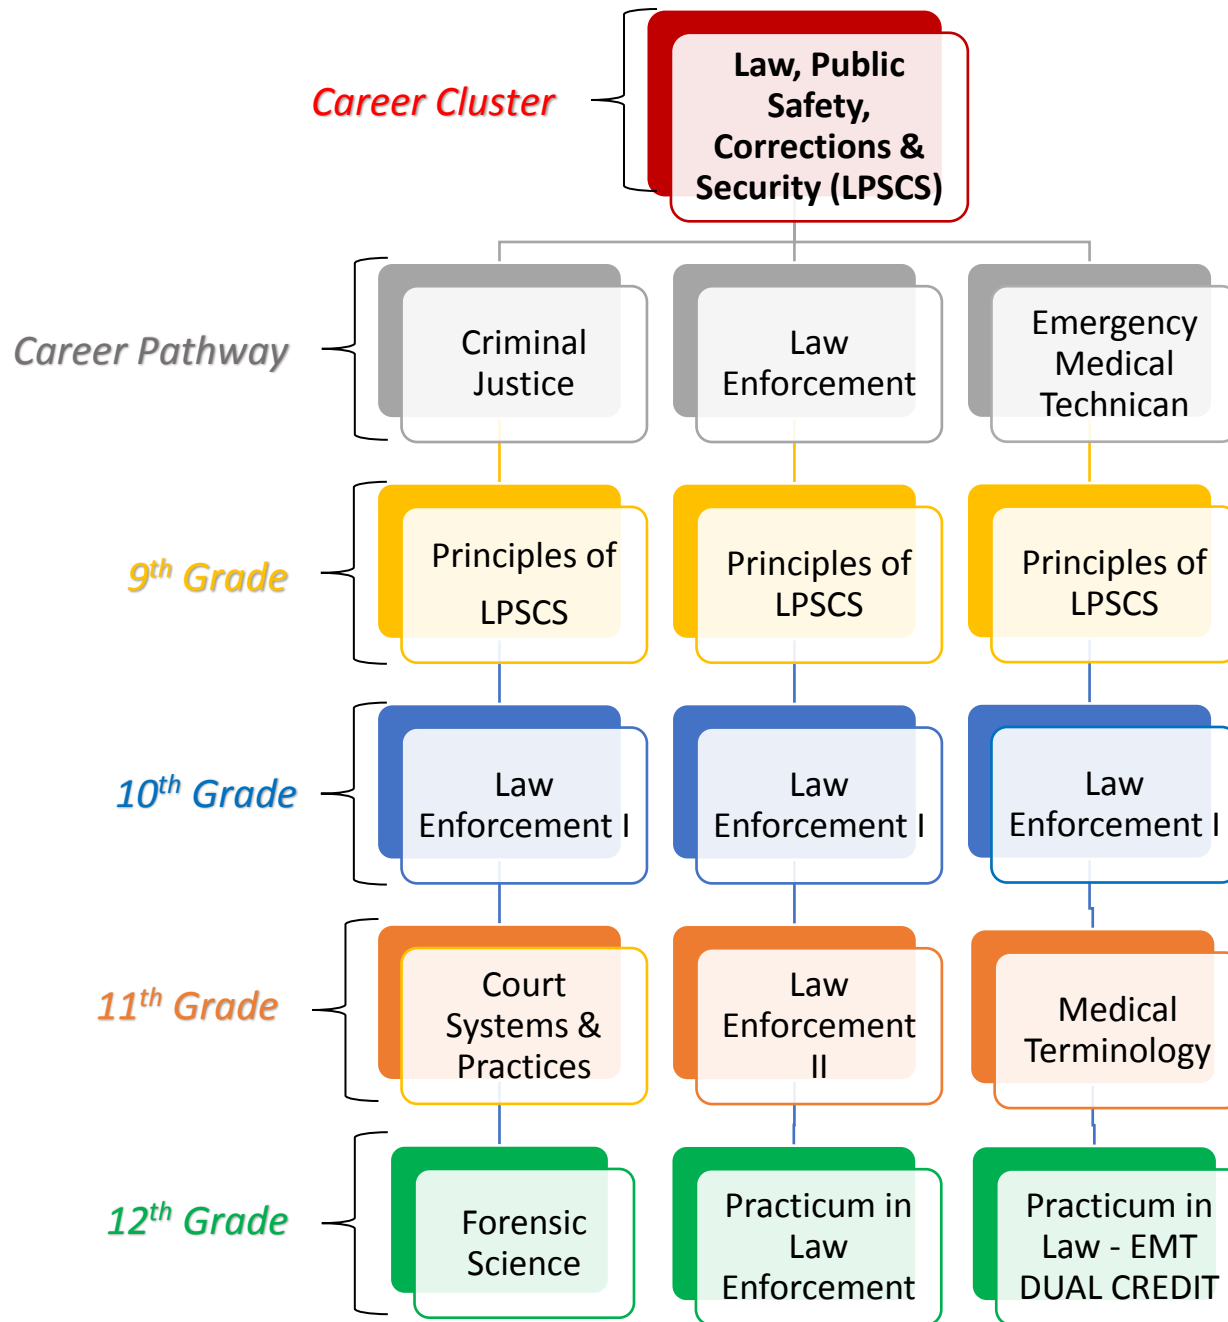 Career Cluster
Law, Public
Safety,
Corrections &
Security (LPSCS)
Career Pathway
Criminal
Justice
Law
Enforcement
Emergency
Medical
Technican
9th Grade
Principles of
LPSCS
Principles of
LPSCS
Principles of
LPSCS
10th Grade
Law
Enforcement I
Law
Enforcement I
Law
Enforcement I
11th Grade
Court
Systems &
Practices
Law
Enforcement
II
Medical
Terminology
12th Grade
Forensic
Science
Practicum in
Law
Enforcement
Practicum in
Law - EMT
DUAL CREDIT